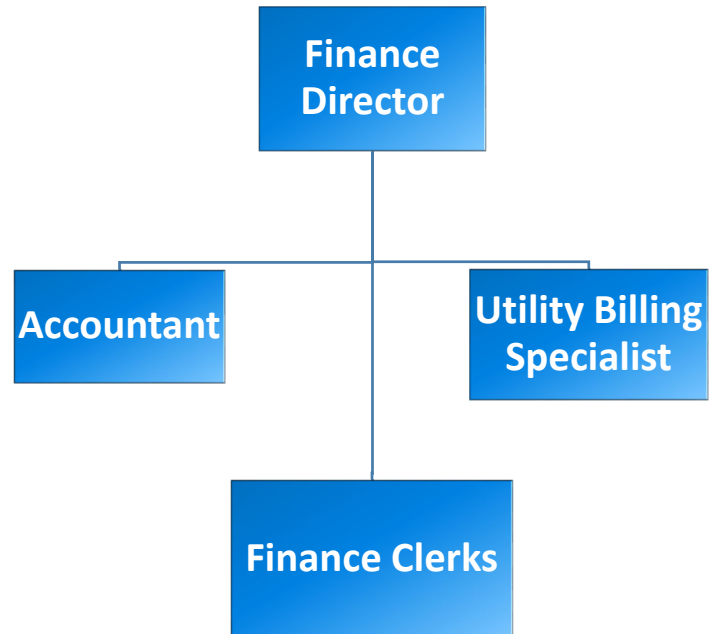 Finance
Director
Accountant
Utility Billing
Specialist
Finance Clerks